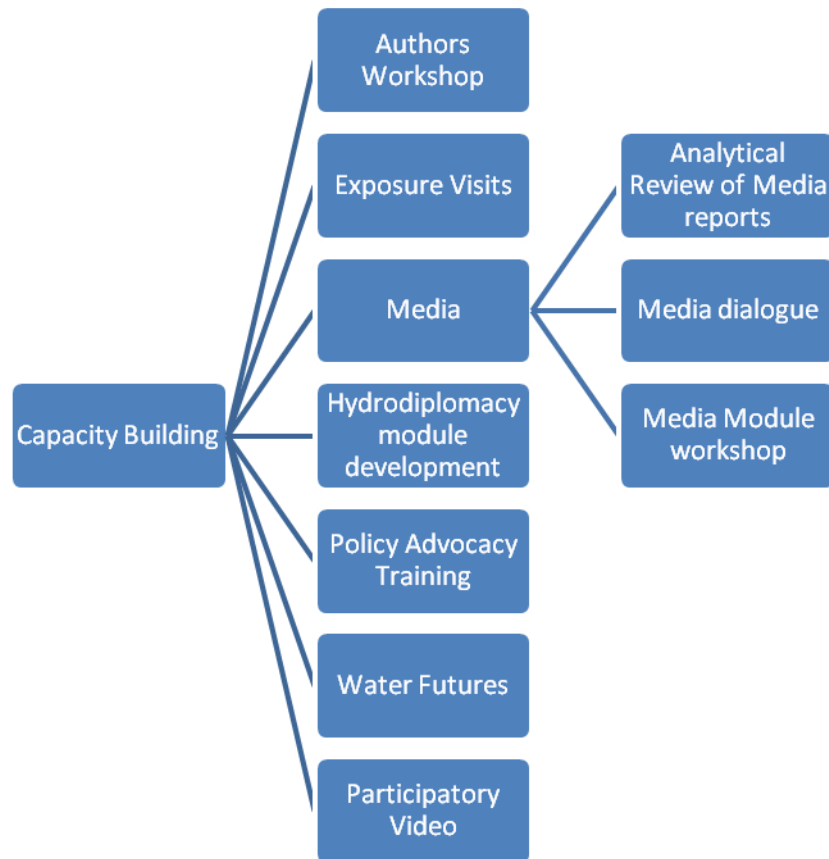 Authors
Workshop
Exposure Visits
Analytical
Review of Media
reports
Media
Media dialogue
Capacity Building
Hydrodiplomacy
module
development
Media Module
workshop
Policy Advocacy
Training
Water Futures
Participatory
Video